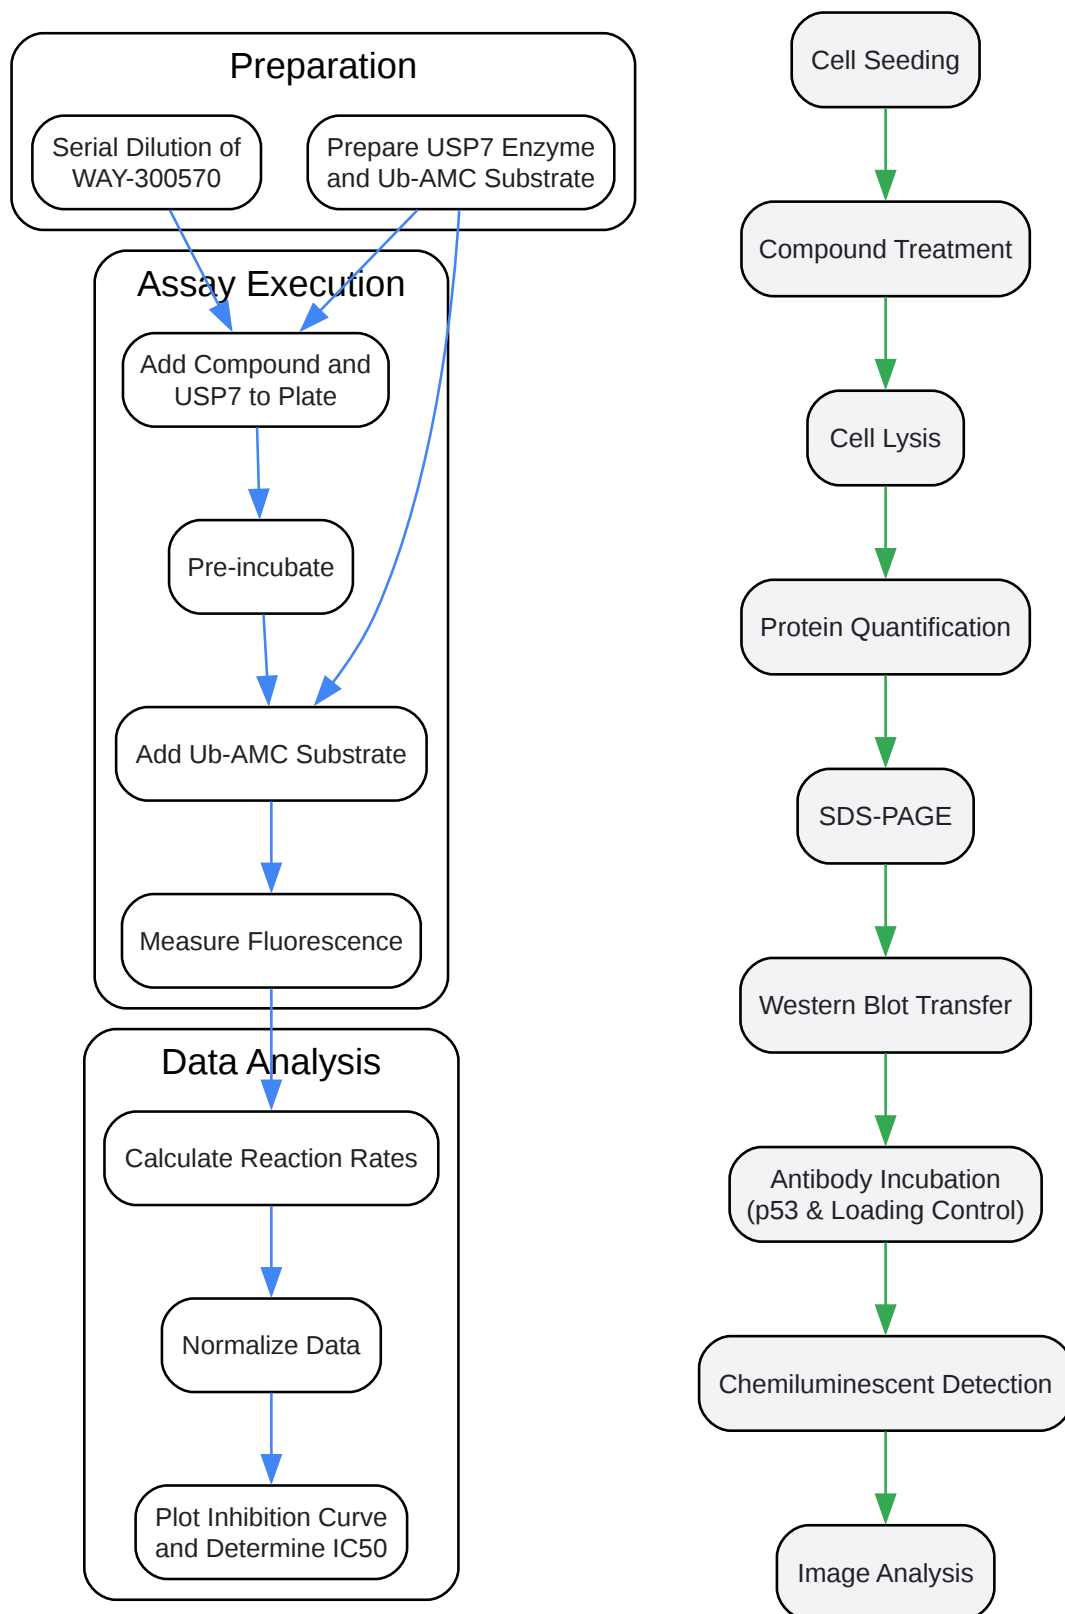 Preparation
Serial Dilution of
WAY-300570
Prepare USP7 Enzyme
and Ub-AMC Substrate
Assay Execution
Add Compound and
USP7 to Plate
Pre-incubate
Add Ub-AMC Substrate
Measure Fluorescence
Data Analysis
Calculate Reaction Rates
Normalize Data
Plot Inhibition Curve
and Determine IC50
Cell Seeding
Compound Treatment
Cell Lysis
Protein Quantification
SDS-PAGE
Western Blot Transfer
Antibody Incubation
(p53 & Loading Control)
Chemiluminescent Detection
Image Analysis